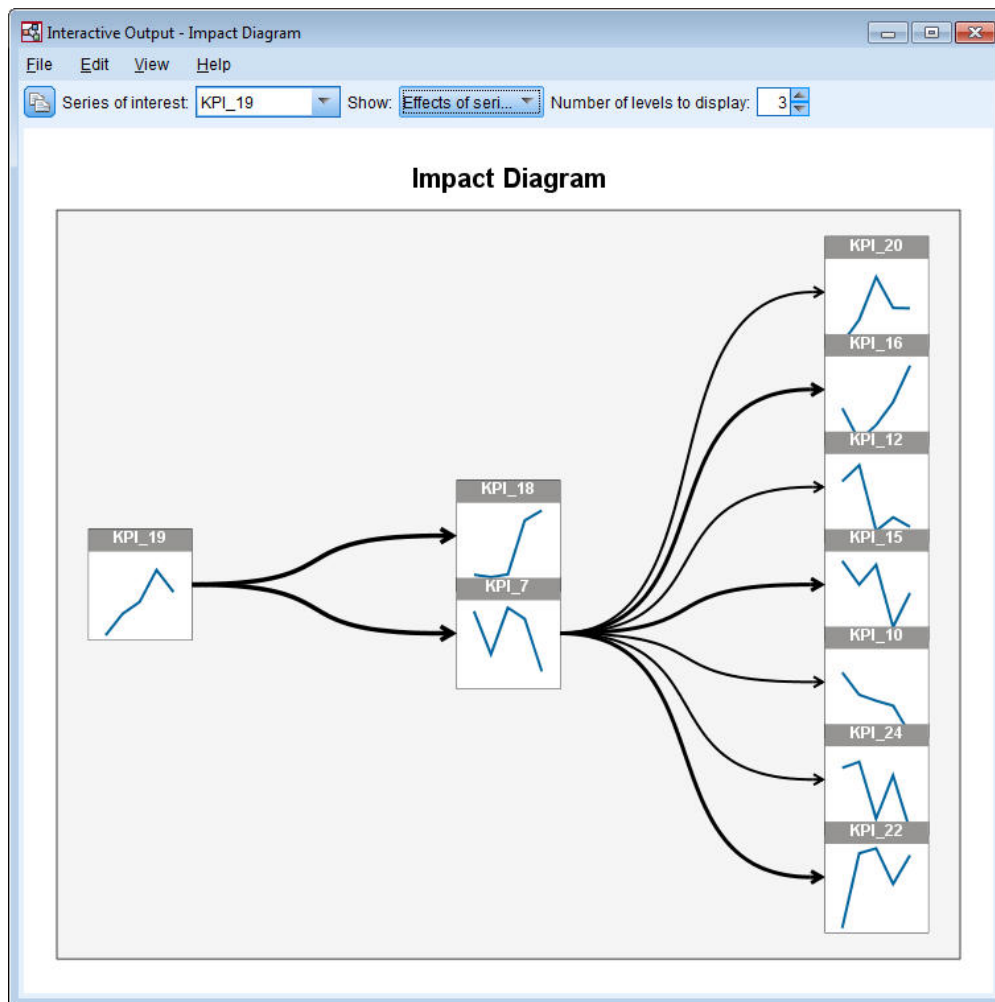 Interactive Output - Impact Diagram
File Edit View Help
Series of interest: KPI_19 Show: Effects of seri... Number of levels to display: 3
Impact Diagram
KPI_20
KPI_16
KPI_12
KPI_18
KPI_19
KPI_15
KPI_7
KPI_10
KPI_24
KPI_22